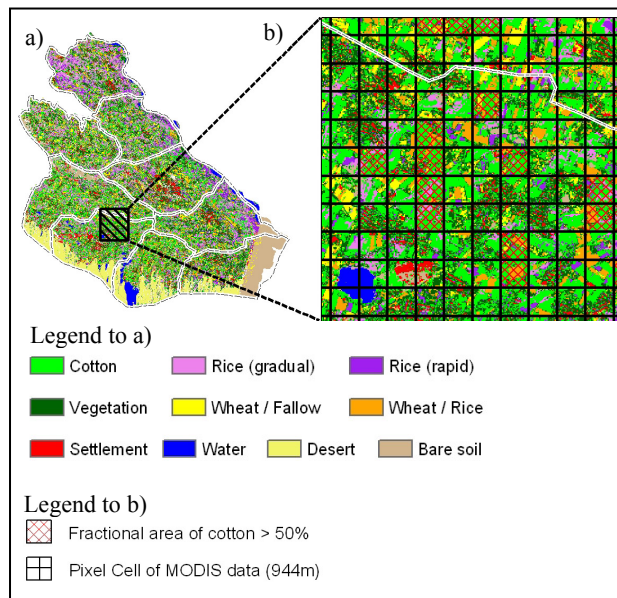 a)
b)
Legend to a)
Cotton
Rice (gradual)
Rice (rapid)
Vegetation
Wheat / Fallow
Wheat / Rice
Settlement
Water
Desert
Bare soil
Legend to b)
Fractional area of cotton > 50%
Pixel Cell of MODIS data (944m)